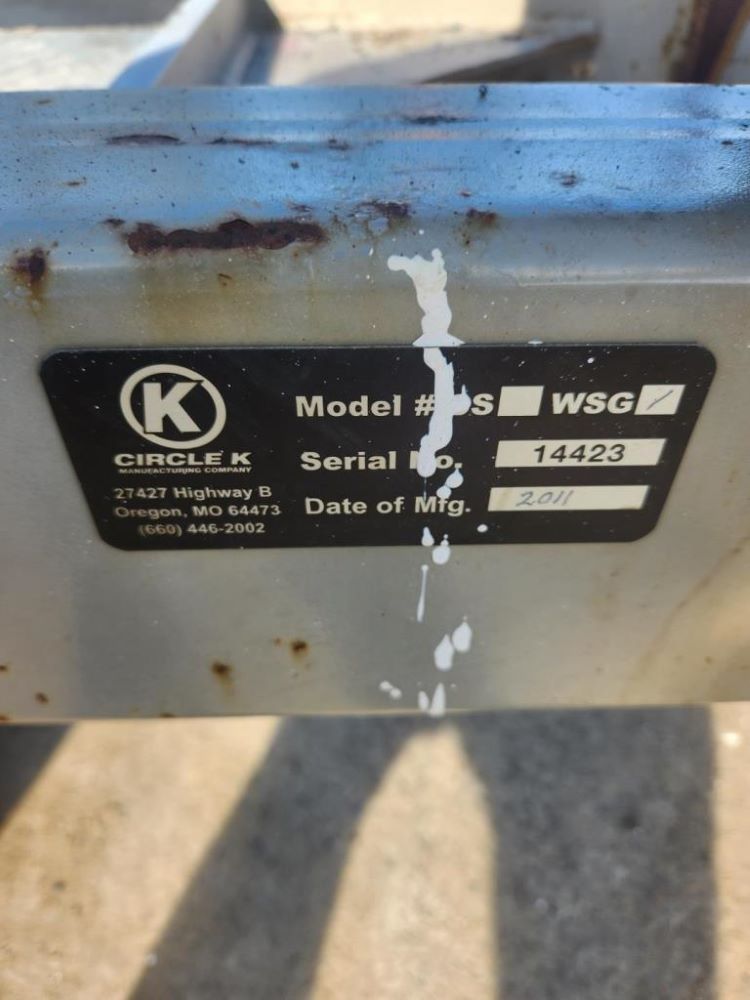 K
CIRCLE K
MANUFACTURING COMPANY
27427 Highway B
Oregon, MO 64473
(660) 446-2002
Model # WSG /
Serial No. 14423
Date of Mfg. 2011